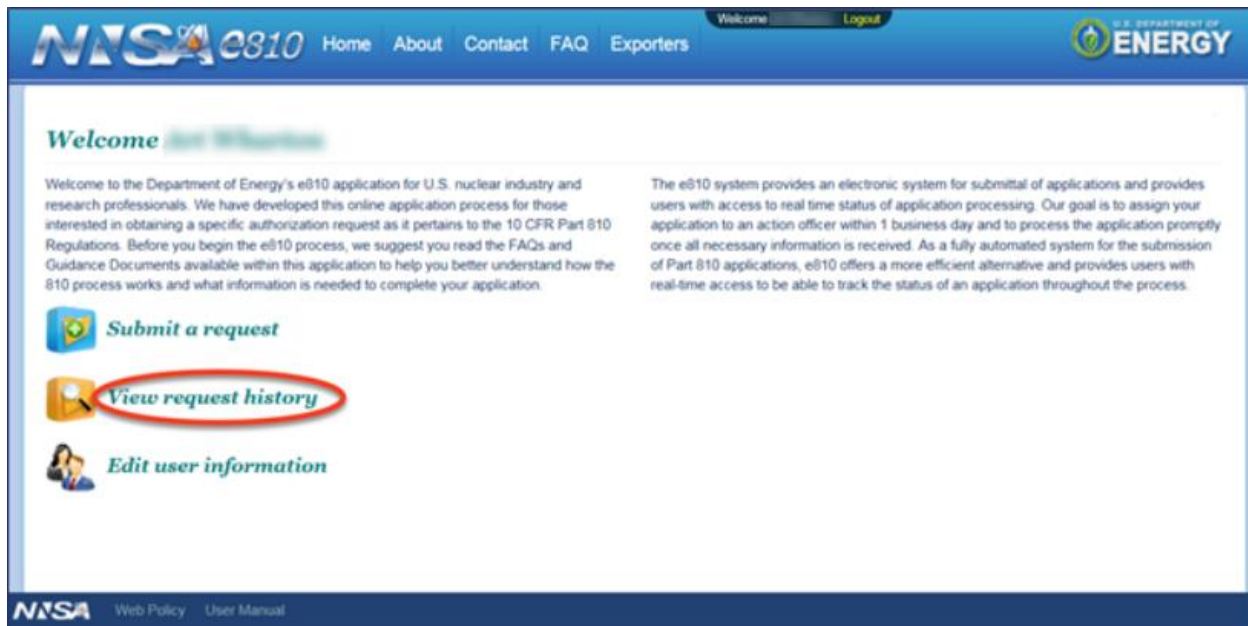 Welcome Logout
NNSA e810 Home About Contact FAQ Exporters
U.S. DEPARTMENT OF
ENERGY
Welcome
Welcome to the Department of Energy's e810 application for U.S. nuclear industry and
research professionals. We have developed this online application process for those
interested in obtaining a specific authorization request as it pertains to the 10 CFR Part 810
Regulations. Before you begin the e810 process, we suggest you read the FAQs and
Guidance Documents available within this application to help you better understand how the
810 process works and what information is needed to complete your application.
The e810 system provides an electronic system for submittal of applications and provides
users with access to real time status of application processing. Our goal is to assign your
application to an action officer within 1 business day and to process the application promptly
once all necessary information is received. As a fully automated system for the submission
of Part 810 applications, e810 offers a more efficient alternative and provides users with
real-time access to be able to track the status of an application throughout the process.
Submit a request
View request history
Edit user information
NNSA Web Policy User Manual